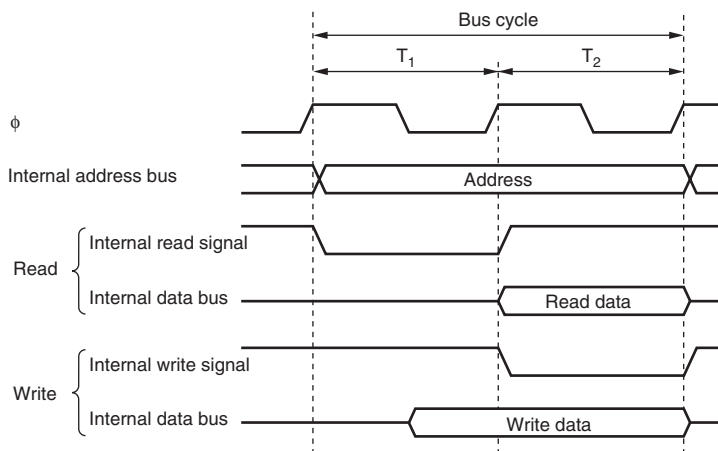 Bus cycle
T₁ T₂
ϕ
Internal address bus Address
Read
Internal read signal
Internal data bus Read data
Write
Internal write signal
Internal data bus Write data